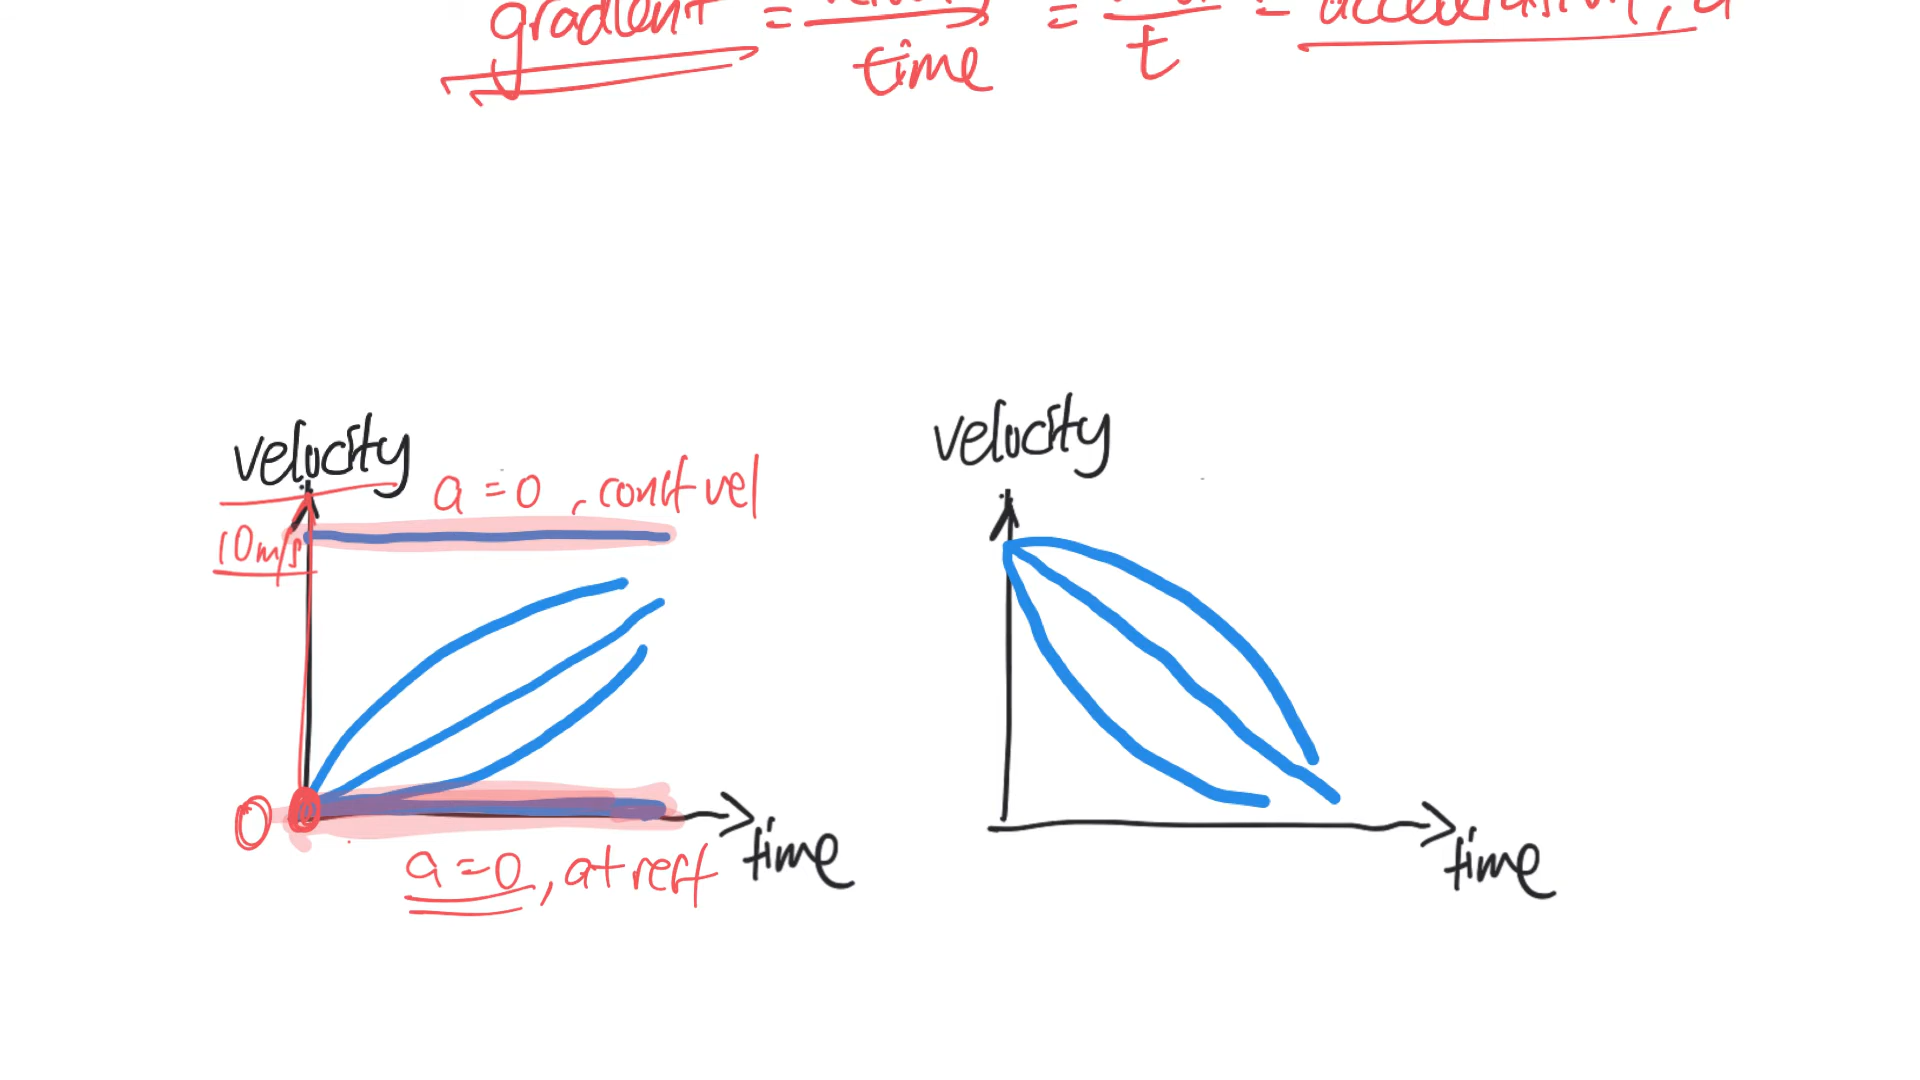 gradient = = = acceleration, a
time t
velocity
a = 0, const vel
10m/s
0
a = 0, at rest
time
velocity
time